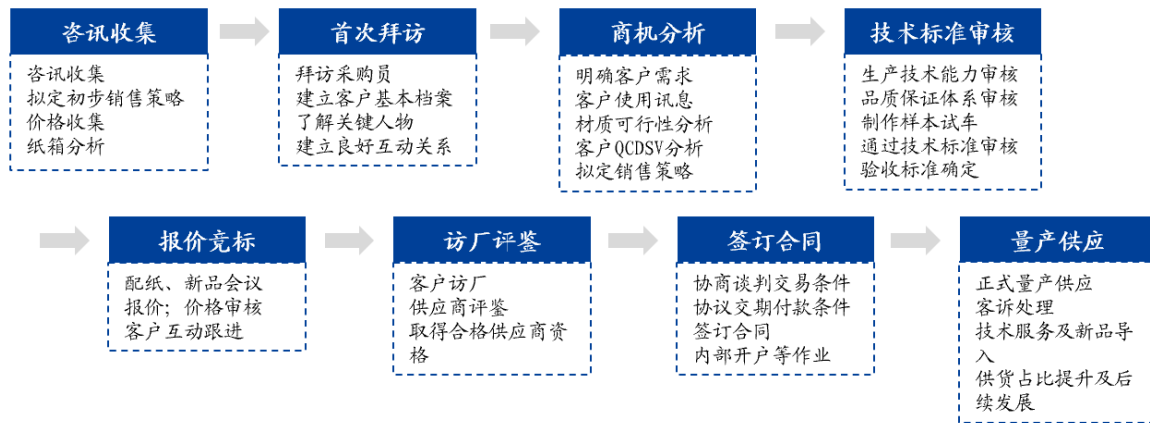 咨讯收集
咨讯收集
拟定初步销售策略
价格收集
纸箱分析
首次拜访
拜访采购员
建立客户基本档案
了解关键人物
建立良好互动关系
商机分析
明确客户需求
客户使用讯息
材质可行性分析
客户QCDSV分析
拟定销售策略
技术标准审核
生产技术能力审核
品质保证体系审核
制作样本试车
通过技术标准审核
验收标准确定
报价竞标
配纸、新品会议
报价；价格审核
客户互动跟进
访厂评鉴
客户访厂
供应商评鉴
取得合格供应商资
格
签订合同
协商谈判交易条件
协议交期付款条件
签订合同
内部开户等作业
量产供应
正式量产供应
客诉处理
技术服务及新品导
入
供货占比提升及后
续发展